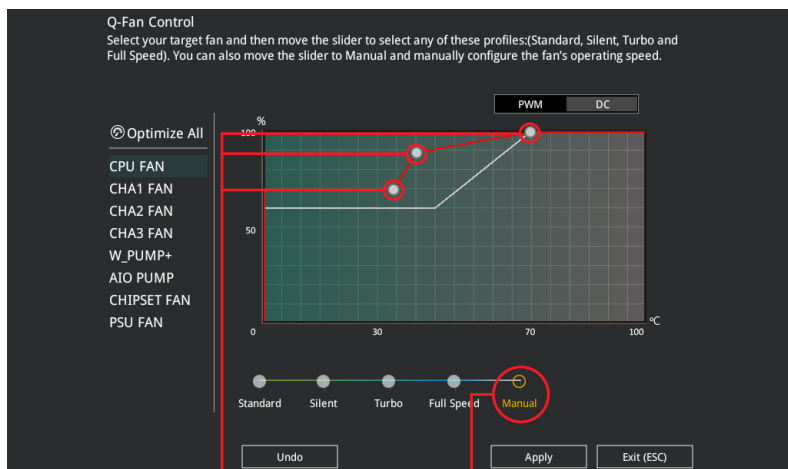 Q-Fan Control
Select your target fan and then move the slider to select any of these profiles:(Standard, Silent, Turbo and
Full Speed). You can also move the slider to Manual and manually configure the fan's operating speed.
PWM DC
%
Optimize All
100
CPU FAN
CHA1 FAN
CHA2 FAN
CHA3 FAN
50
W_PUMP+
AIO PUMP
CHIPSET FAN
PSU FAN
ºC
0 30 70 100
Standard Silent Turbo Full Speed Manual
Undo Apply Exit (ESC)